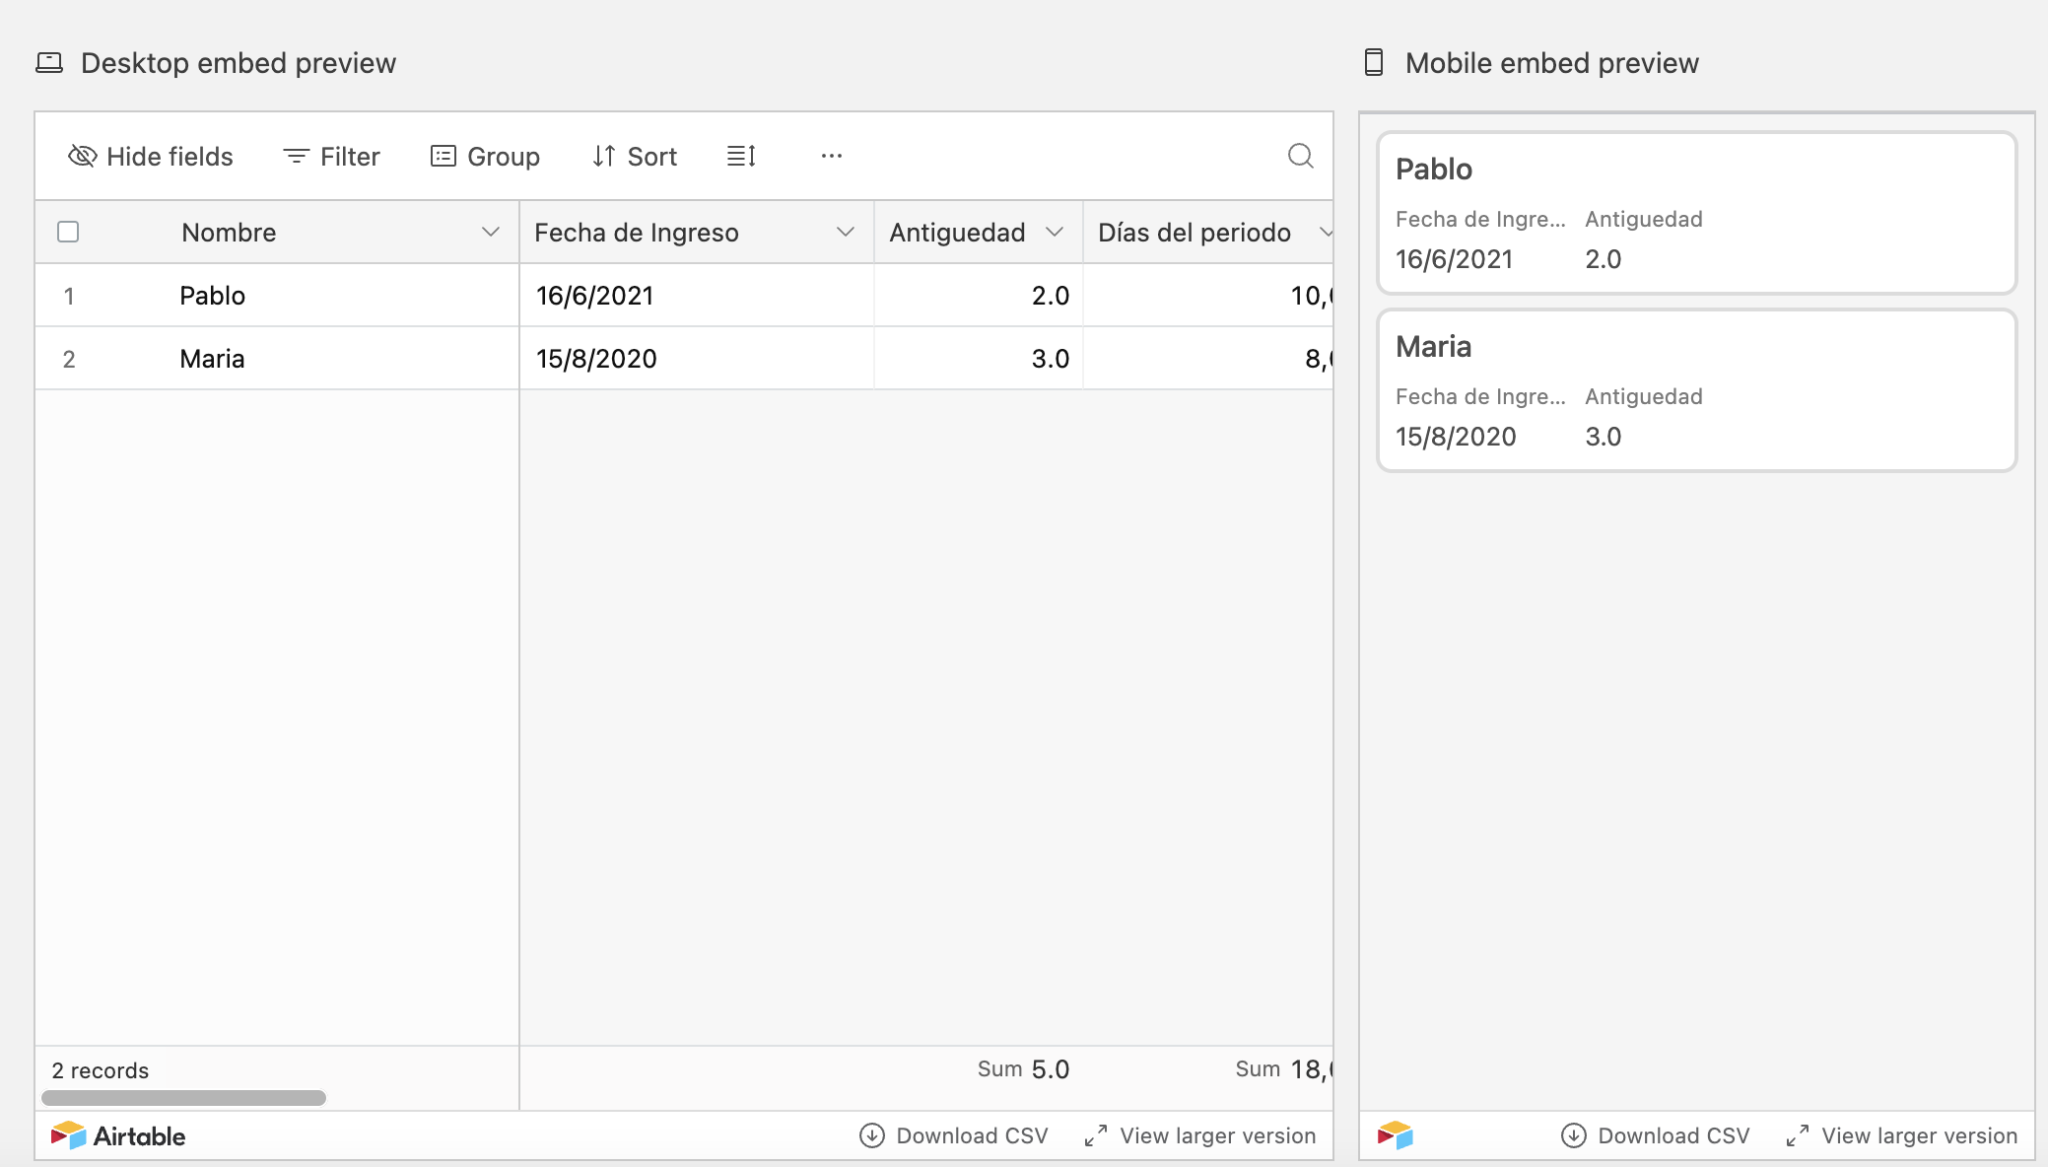 Desktop embed preview
Hide fields Filter Group Sort
Nombre Fecha de Ingreso Antiguedad Días del periodo
1 Pablo 16/6/2021 2.0 10,
2 Maria 15/8/2020 3.0 8,
2 records Sum 5.0 Sum 18,
Airtable Download CSV View larger version
Mobile embed preview
Pablo
Fecha de Ingre... Antiguedad
16/6/2021 2.0
Maria
Fecha de Ingre... Antiguedad
15/8/2020 3.0
Download CSV View larger version